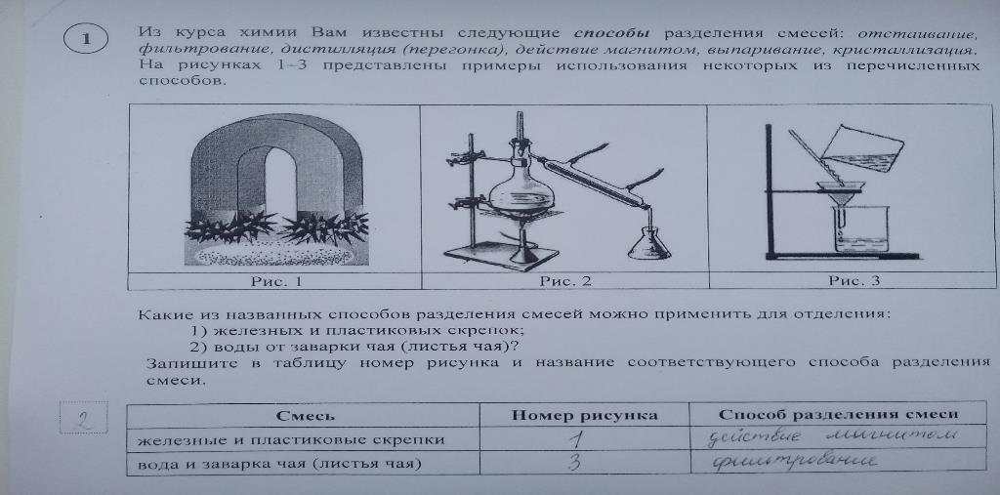 1
Из курса химии Вам известны следующие способы разделения смесей: отстаивание,
фильтрование, дистилляция (перегонка), действие магнитом, выпаривание, кристаллизация.
На рисунках 1–3 представлены примеры использования некоторых из перечисленных
способов.
Рис. 1 Рис. 2 Рис. 3
Какие из названных способов разделения смесей можно применить для отделения:
1) железных и пластиковых скрепок;
2) воды от заварки чая (листья чая)?
Запишите в таблицу номер рисунка и название соответствующего способа разделения
смеси.
2
Смесь Номер рисунка Способ разделения смеси
железные и пластиковые скрепки 1 действие магнитом
вода и заварка чая (листья чая) 3 фильтрование